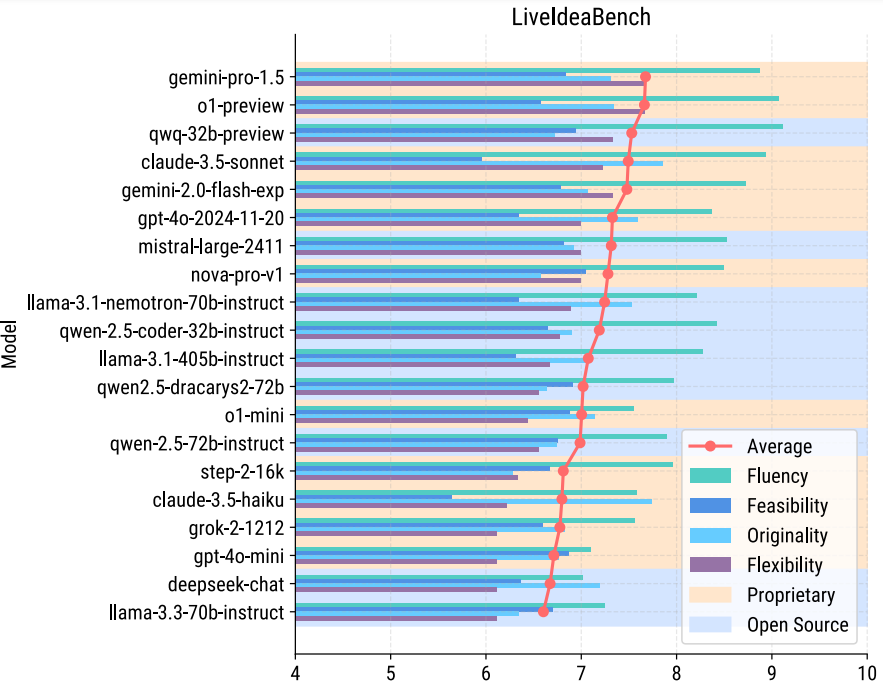 LiveIdeaBench
gemini-pro-1.5
o1-preview
qwq-32b-preview
claude-3.5-sonnet
gemini-2.0-flash-exp
gpt-4o-2024-11-20
mistral-large-2411
nova-pro-v1
llama-3.1-nemotron-70b-instruct
qwen-2.5-coder-32b-instruct
llama-3.1-405b-instruct
qwen2.5-dracarys2-72b
o1-mini
qwen-2.5-72b-instruct
step-2-16k
claude-3.5-haiku
grok-2-1212
gpt-4o-mini
deepseek-chat
llama-3.3-70b-instruct
Model
Average
Fluency
Feasibility
Originality
Flexibility
Proprietary
Open Source
4 5 6 7 8 9 10